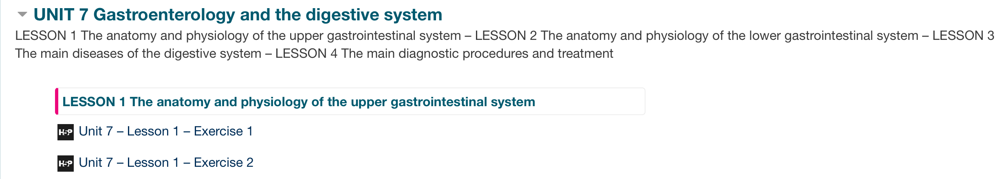 UNIT 7 Gastroenterology and the digestive system
LESSON 1 The anatomy and physiology of the upper gastrointestinal system – LESSON 2 The anatomy and physiology of the lower gastrointestinal system – LESSON 3
The main diseases of the digestive system – LESSON 4 The main diagnostic procedures and treatment
LESSON 1 The anatomy and physiology of the upper gastrointestinal system
H5P Unit 7 – Lesson 1 – Exercise 1
H5P Unit 7 – Lesson 1 – Exercise 2